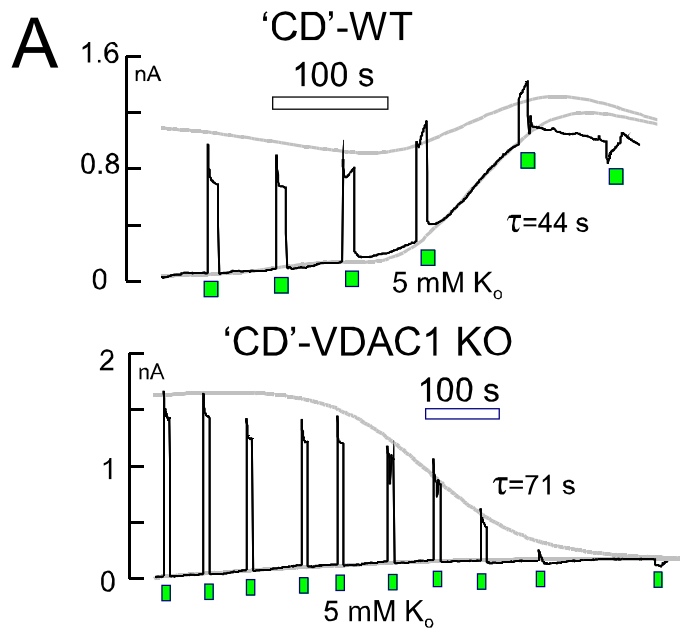 A
‘CD’-WT
1.6
nA
100 s
0.8
τ=44 s
0
5 mM Ko
‘CD’-VDAC1 KO
2
nA
100 s
1
τ=71 s
0
5 mM Ko